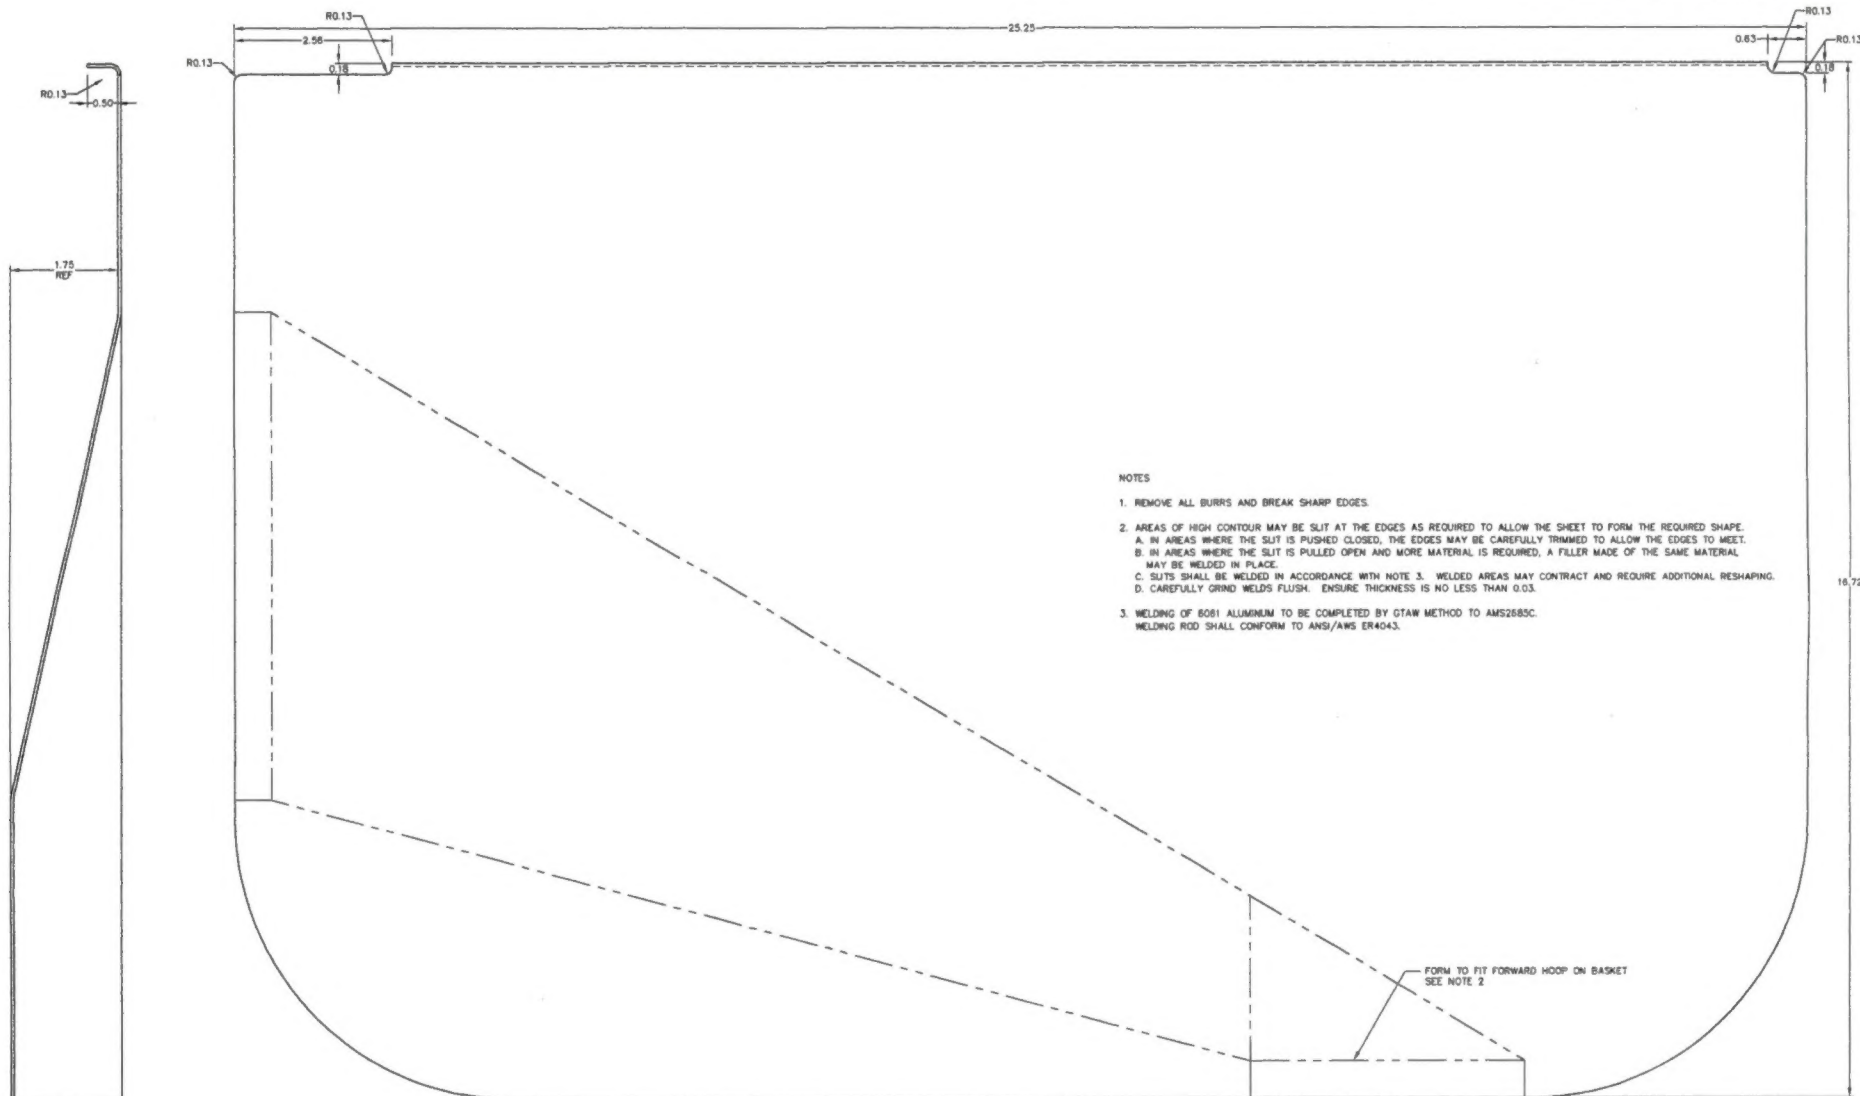 R0.13
25.25
R0.13
2.56
0.63
R0.13
R0.13
0.18
0.18
R0.13
0.50
1.75
REF
NOTES
1. REMOVE ALL BURRS AND BREAK SHARP EDGES.
2. AREAS OF HIGH CONTOUR MAY BE SLIT AT THE EDGES AS REQUIRED TO ALLOW THE SHEET TO FORM THE REQUIRED SHAPE.
A. IN AREAS WHERE THE SLIT IS PUSHED CLOSED, THE EDGES MAY BE CAREFULLY TRIMMED TO ALLOW THE EDGES TO MEET.
B. IN AREAS WHERE THE SLIT IS PULLED OPEN AND MORE MATERIAL IS REQUIRED, A FILLER MADE OF THE SAME MATERIAL
MAY BE WELDED IN PLACE.
C. SLITS SHALL BE WELDED IN ACCORDANCE WITH NOTE 3. WELDED AREAS MAY CONTRACT AND REQUIRE ADDITIONAL RESHAPING.
D. CAREFULLY GRIND WELDS FLUSH. ENSURE THICKNESS IS NO LESS THAN 0.03.
16.72
3. WELDING OF 6061 ALUMINUM TO BE COMPLETED BY GTAW METHOD TO AMS2685C.
WELDING ROD SHALL CONFORM TO ANSI/AWS ER4043.
FORM TO FIT FORWARD HOOP ON BASKET
SEE NOTE 2